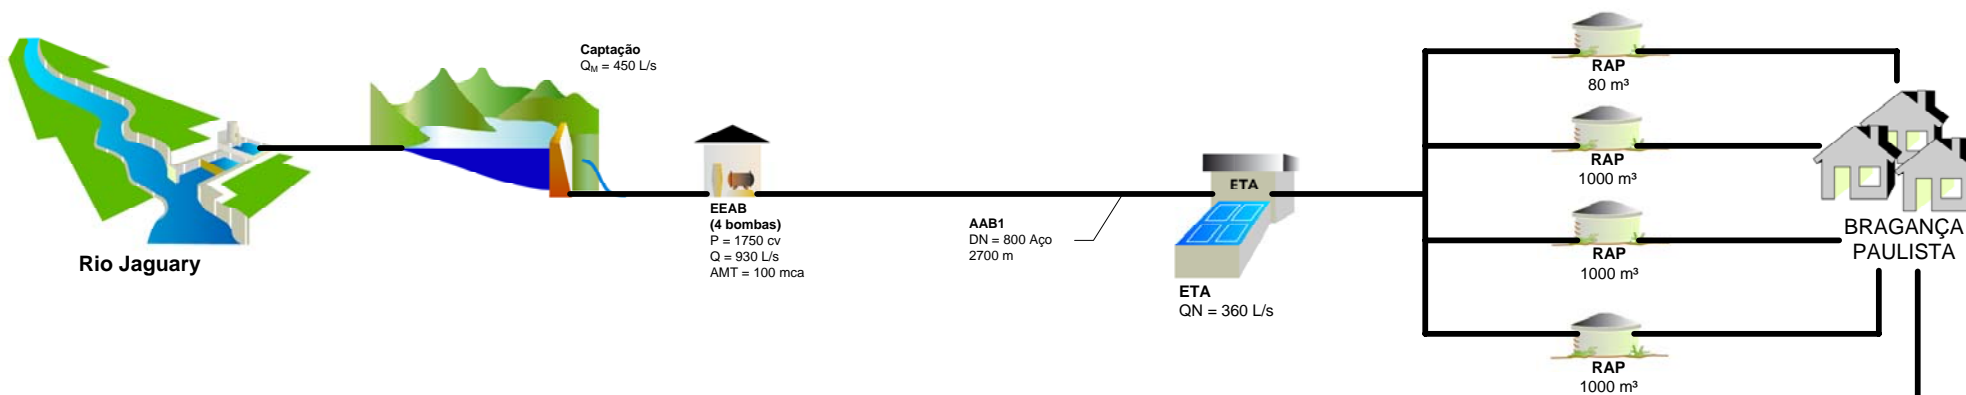 Captação
QM = 450 L/s
Rio Jaguary
EEAB
(4 bombas)
P = 1750 cv
Q = 930 L/s
AMT = 100 mca
AAB1
DN = 800 Aço
2700 m
ETA
ETA
QN = 360 L/s
RAP
80 m³
RAP
1000 m³
RAP
1000 m³
RAP
1000 m³
BRAGANÇA
PAULISTA